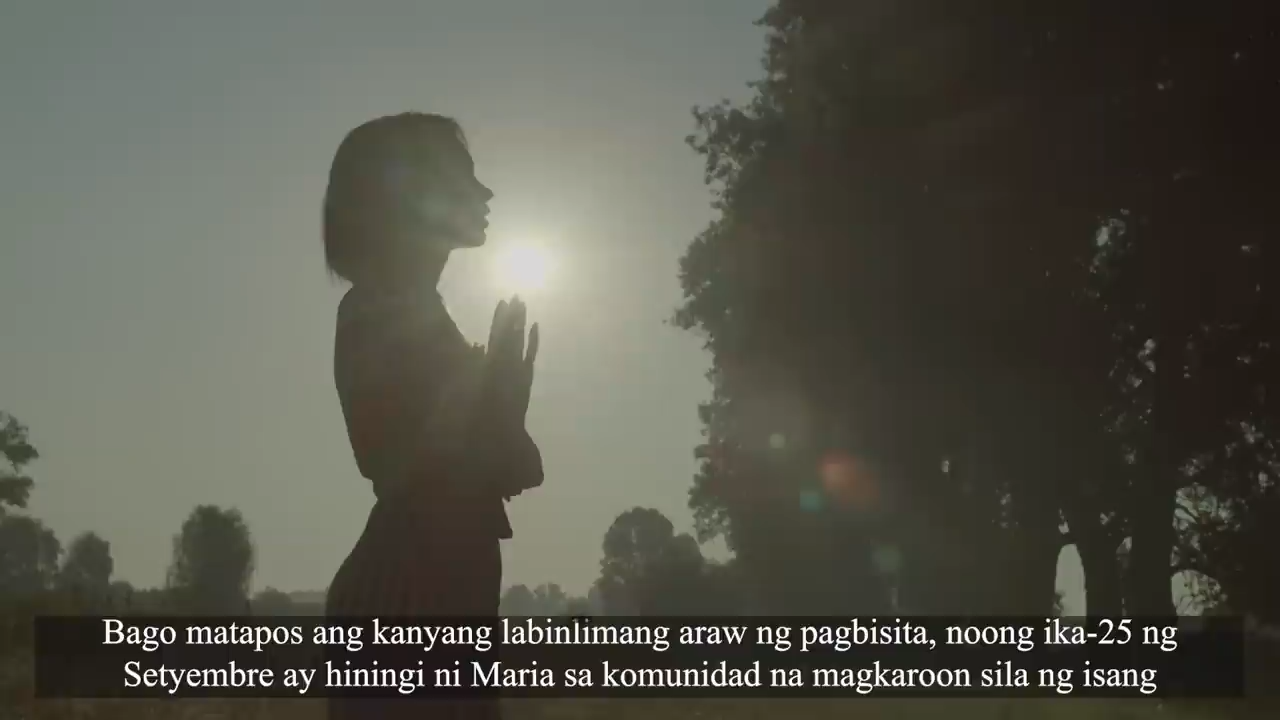 Bago matapos ang kanyang labinlimang araw ng pagbisita, noong ika-25 ng
Setyembre ay hiningi ni Maria sa komunidad na magkaroon sila ng isang